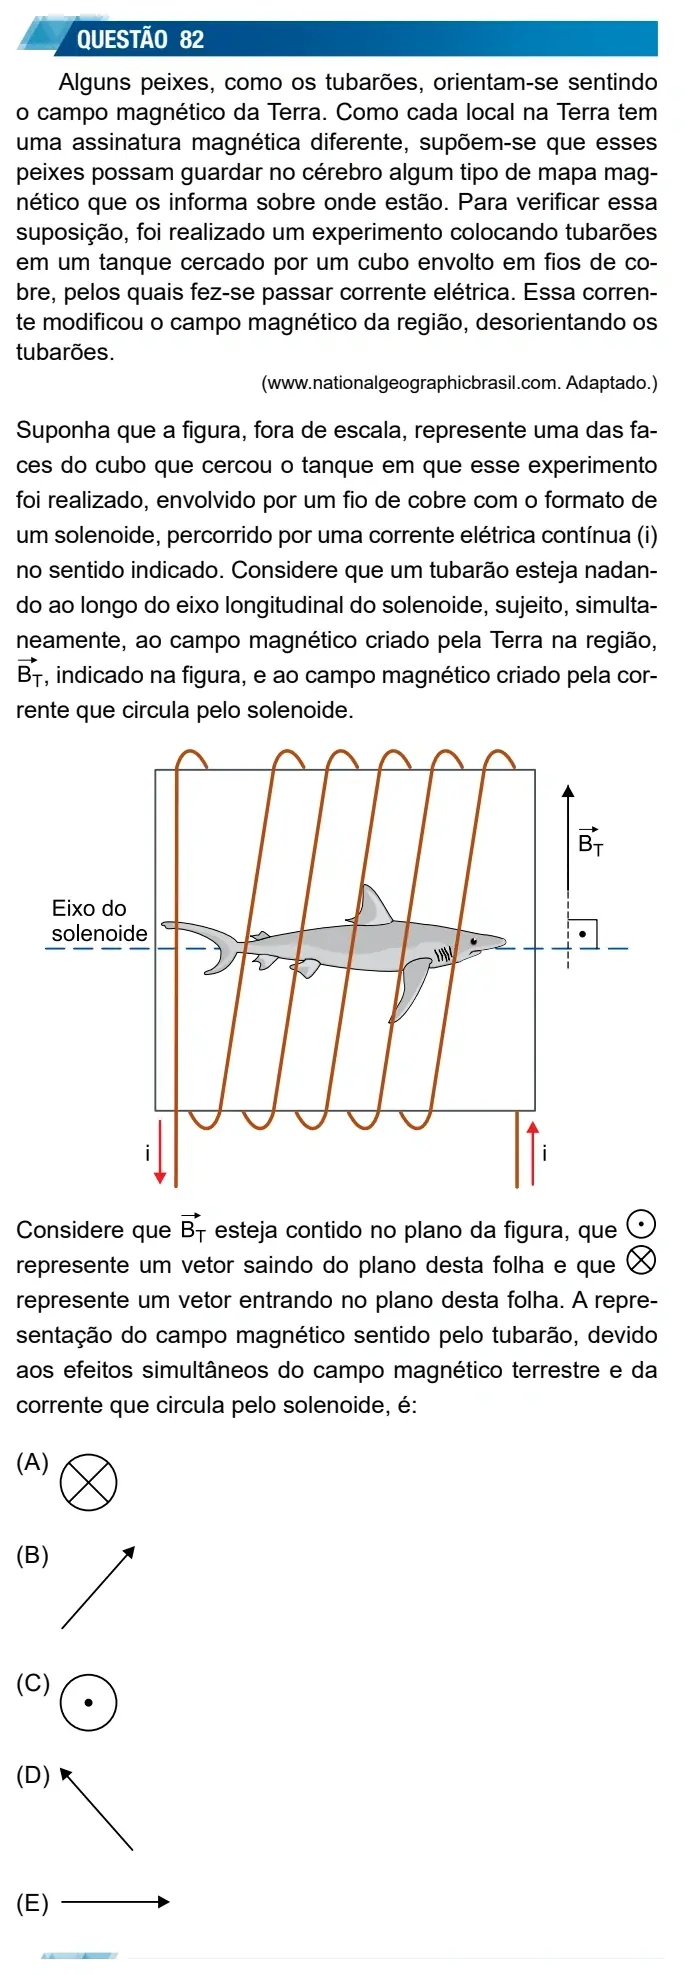 QUESTÃO 82
Alguns peixes, como os tubarões, orientam-se sentindo
o campo magnético da Terra. Como cada local na Terra tem
uma assinatura magnética diferente, supõem-se que esses
peixes possam guardar no cérebro algum tipo de mapa mag-
nético que os informa sobre onde estão. Para verificar essa
suposição, foi realizado um experimento colocando tubarões
em um tanque cercado por um cubo envolto em fios de co-
bre, pelos quais fez-se passar corrente elétrica. Essa corren-
te modificou o campo magnético da região, desorientando os
tubarões.
(www.nationalgeographicbrasil.com. Adaptado.)
Suponha que a figura, fora de escala, represente uma das fa-
ces do cubo que cercou o tanque em que esse experimento
foi realizado, envolvido por um fio de cobre com o formato de
um solenoide, percorrido por uma corrente elétrica contínua (i)
no sentido indicado. Considere que um tubarão esteja nadan-
do ao longo do eixo longitudinal do solenoide, sujeito, simulta-
neamente, ao campo magnético criado pela Terra na região,
B⃗T, indicado na figura, e ao campo magnético criado pela cor-
rente que circula pelo solenoide.
B⃗T
Eixo do
solenoide
i
i
Considere que B⃗T esteja contido no plano da figura, que ⊙
represente um vetor saindo do plano desta folha e que ⊗
represente um vetor entrando no plano desta folha. A repre-
sentação do campo magnético sentido pelo tubarão, devido
aos efeitos simultâneos do campo magnético terrestre e da
corrente que circula pelo solenoide, é:
(A)
(B)
(C)
(D)
(E)